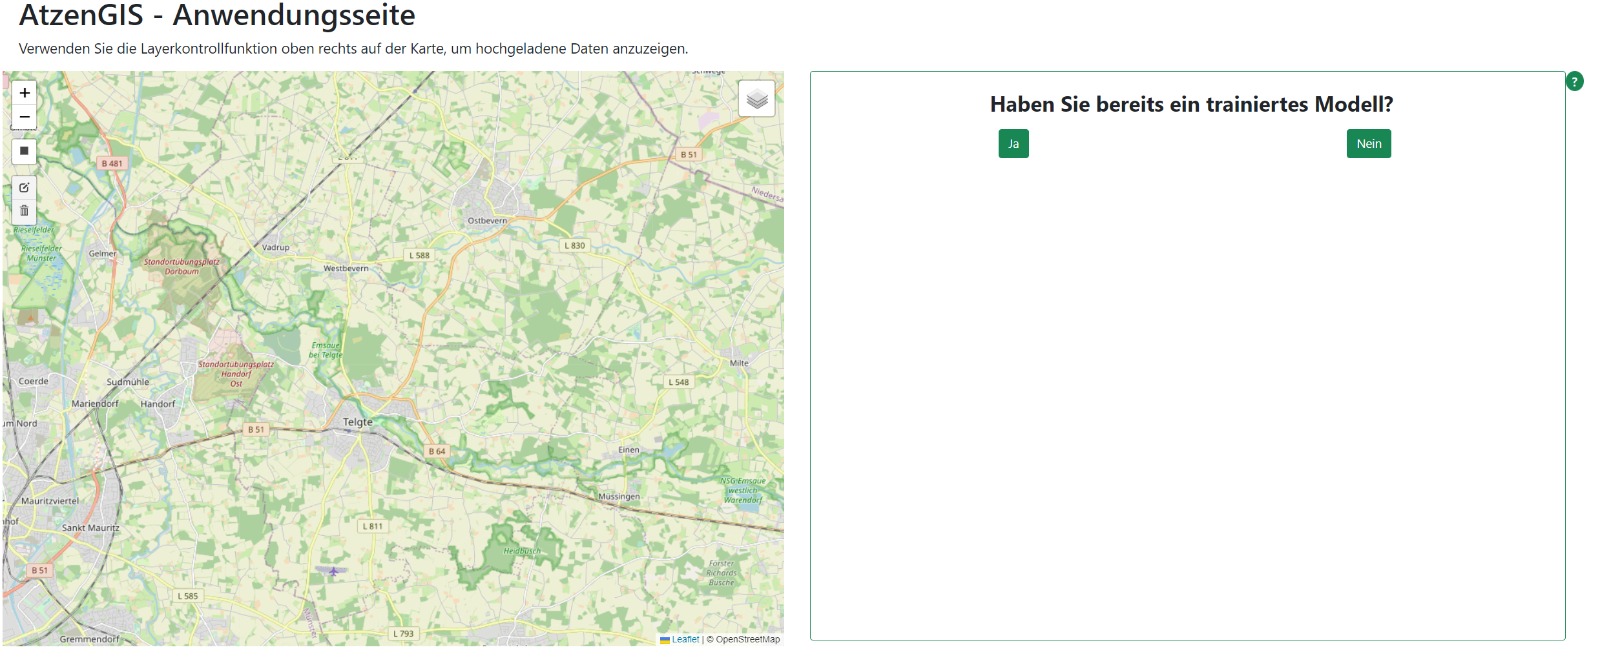 AtzenGIS - Anwendungsseite
Verwenden Sie die Layerkontrollfunktion oben rechts auf der Karte, um hochgeladene Daten anzuzeigen.
+
−
B 481
B 51
Niedersa
Ostbevern
Rieselfelder
Rieselfelder
Münster
Gelmer
Vadrup
L 830
L 588
Standortübungsplatz
Dorbaum
Westbevern
Emsaue
bei Telgte
Standortübungsplatz
Handorf
Ost
Milte
Coerde
Sudmühle
L 548
Mariendorf
Handorf
um Nord
Telgte
B 51
B 64
Einen
NSG Emsaue
westlich
Warendorf
Mauritzviertel
Müssingen
nhof
Sankt Mauritz
L 811
Heidbusch
B 51
Förster
Richards
Büsche
L 585
Gremmendorf
L 793
Leaflet | © OpenStreetMap
?
Haben Sie bereits ein trainiertes Modell?
Ja
Nein